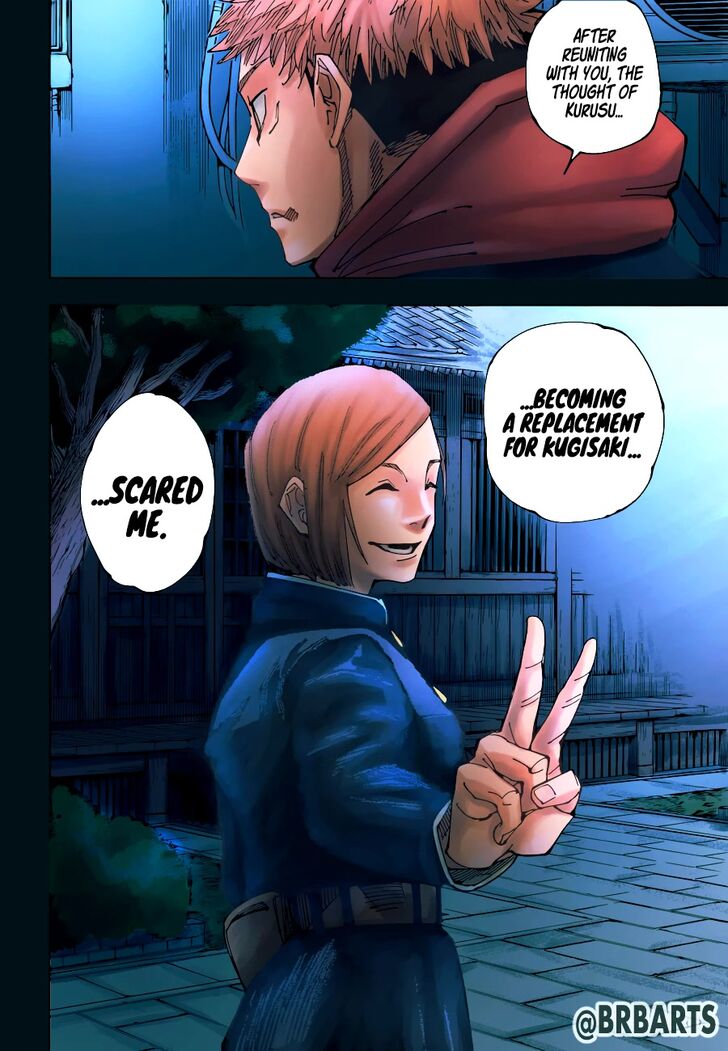 AFTER
REUNITING
WITH YOU, THE
THOUGHT OF
KURUSU...
...BECOMING
A REPLACEMENT
FOR KUGISAKI...
...SCARED
ME.
@BRBARTS